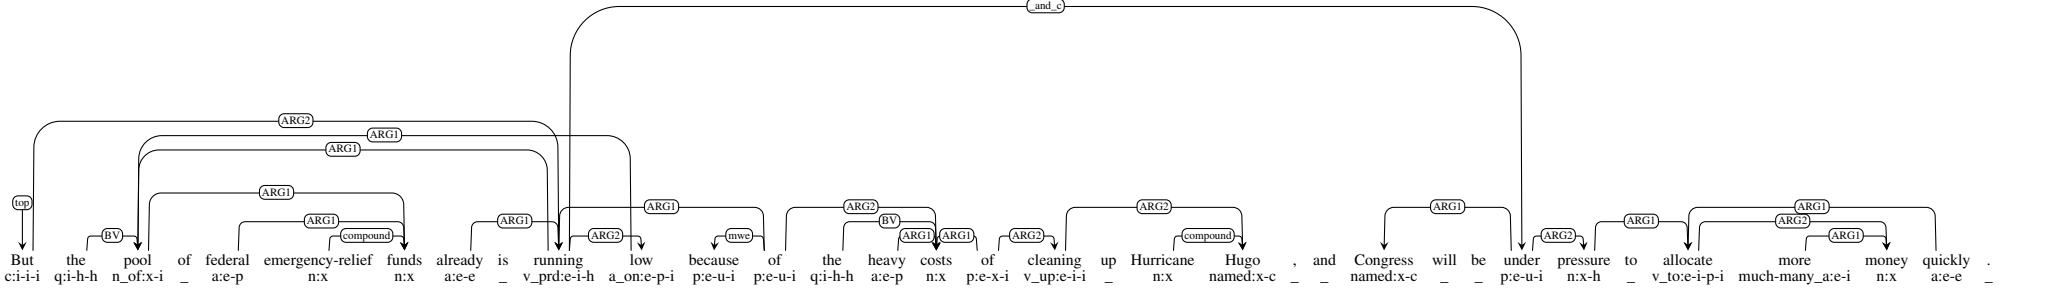 _and_c
ARG2
ARG1
ARG1
ARG1
top ARG1 ARG2 ARG2 ARG1 ARG1
ARG1 ARG1 BV ARG1 ARG2
BV compound ARG2 mwe ARG1 ARG1 ARG2 compound ARG2 ARG1
But the pool of federal emergency-relief funds already is running low because of the heavy costs of cleaning up Hurricane Hugo , and Congress will be under pressure to allocate more money quickly .
c:i-i-i q:i-h-h n_of:x-i _ a:e-p n:x n:x a:e-e _ v_prd:e-i-h a_on:e-p-i p:e-u-i p:e-u-i q:i-h-h a:e-p n:x p:e-x-i v_up:e-i-i _ n:x named:x-c _ _ named:x-c _ _ p:e-u-i n:x-h _ v_to:e-i-p-i much-many_a:e-i n:x a:e-e _